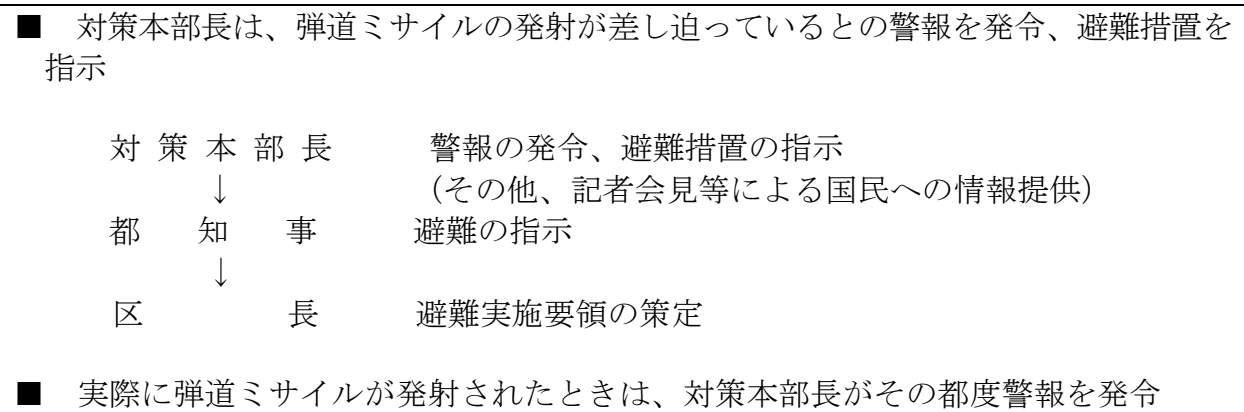 ■ 対策本部長は、弾道ミサイルの発射が差し迫っているとの警報を発令、避難措置を
指示
対策本部長 警報の発令、避難措置の指示
↓ (その他、記者会見等による国民への情報提供)
都知事 避難の指示
↓
区長 避難実施要領の策定
■ 実際に弾道ミサイルが発射されたときは、対策本部長がその都度警報を発令